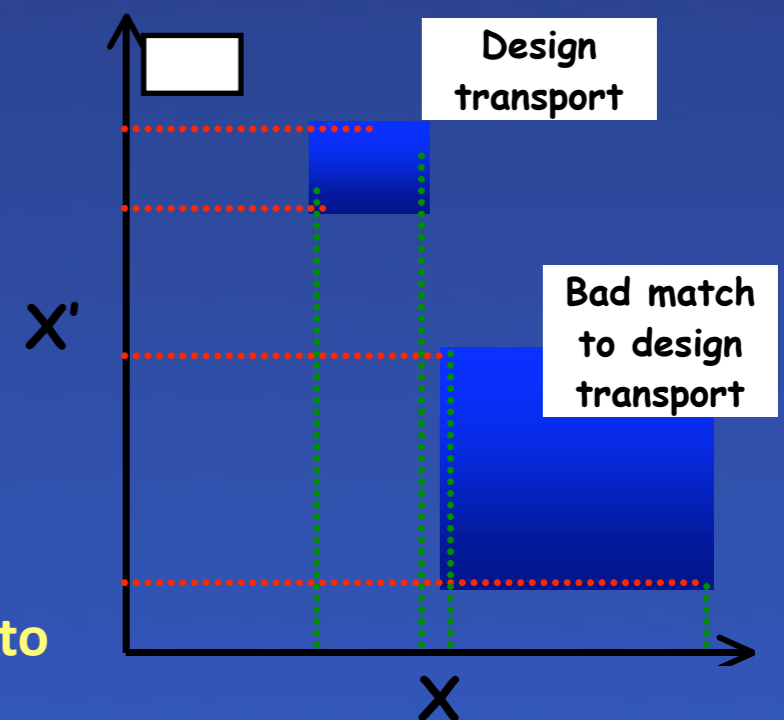 Design
transport
X'
Bad match
to design
transport
to
X